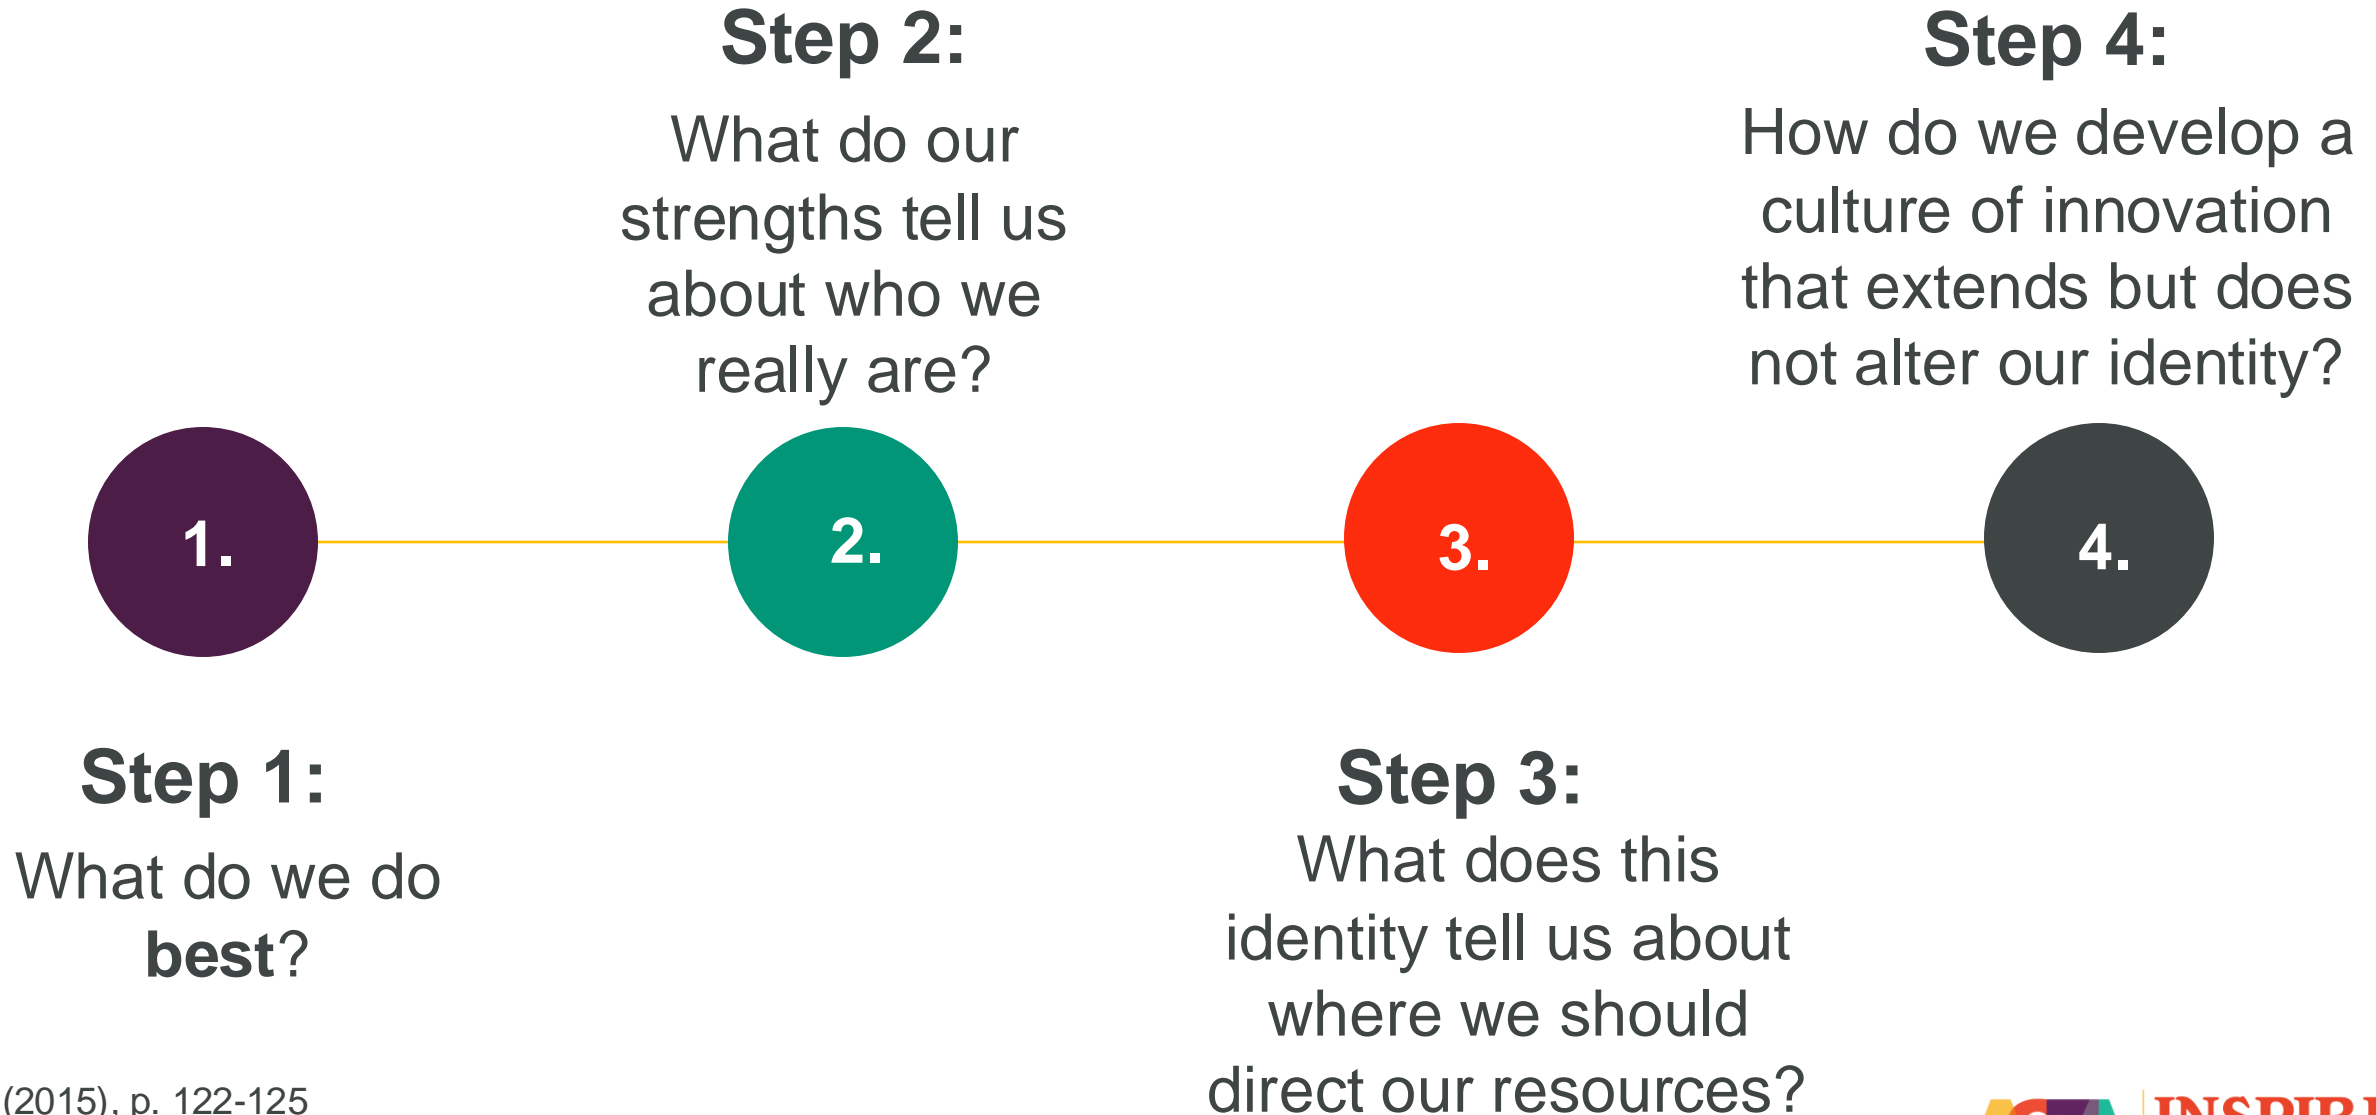 Step 2:
What do our
strengths tell us
about who we
really are?
Step 4:
How do we develop a
culture of innovation
that extends but does
not alter our identity?
1.
2.
3.
4.
Step 1:
What do we do
best?
Step 3:
What does this
identity tell us about
where we should
direct our resources?
(2015), p. 122-125